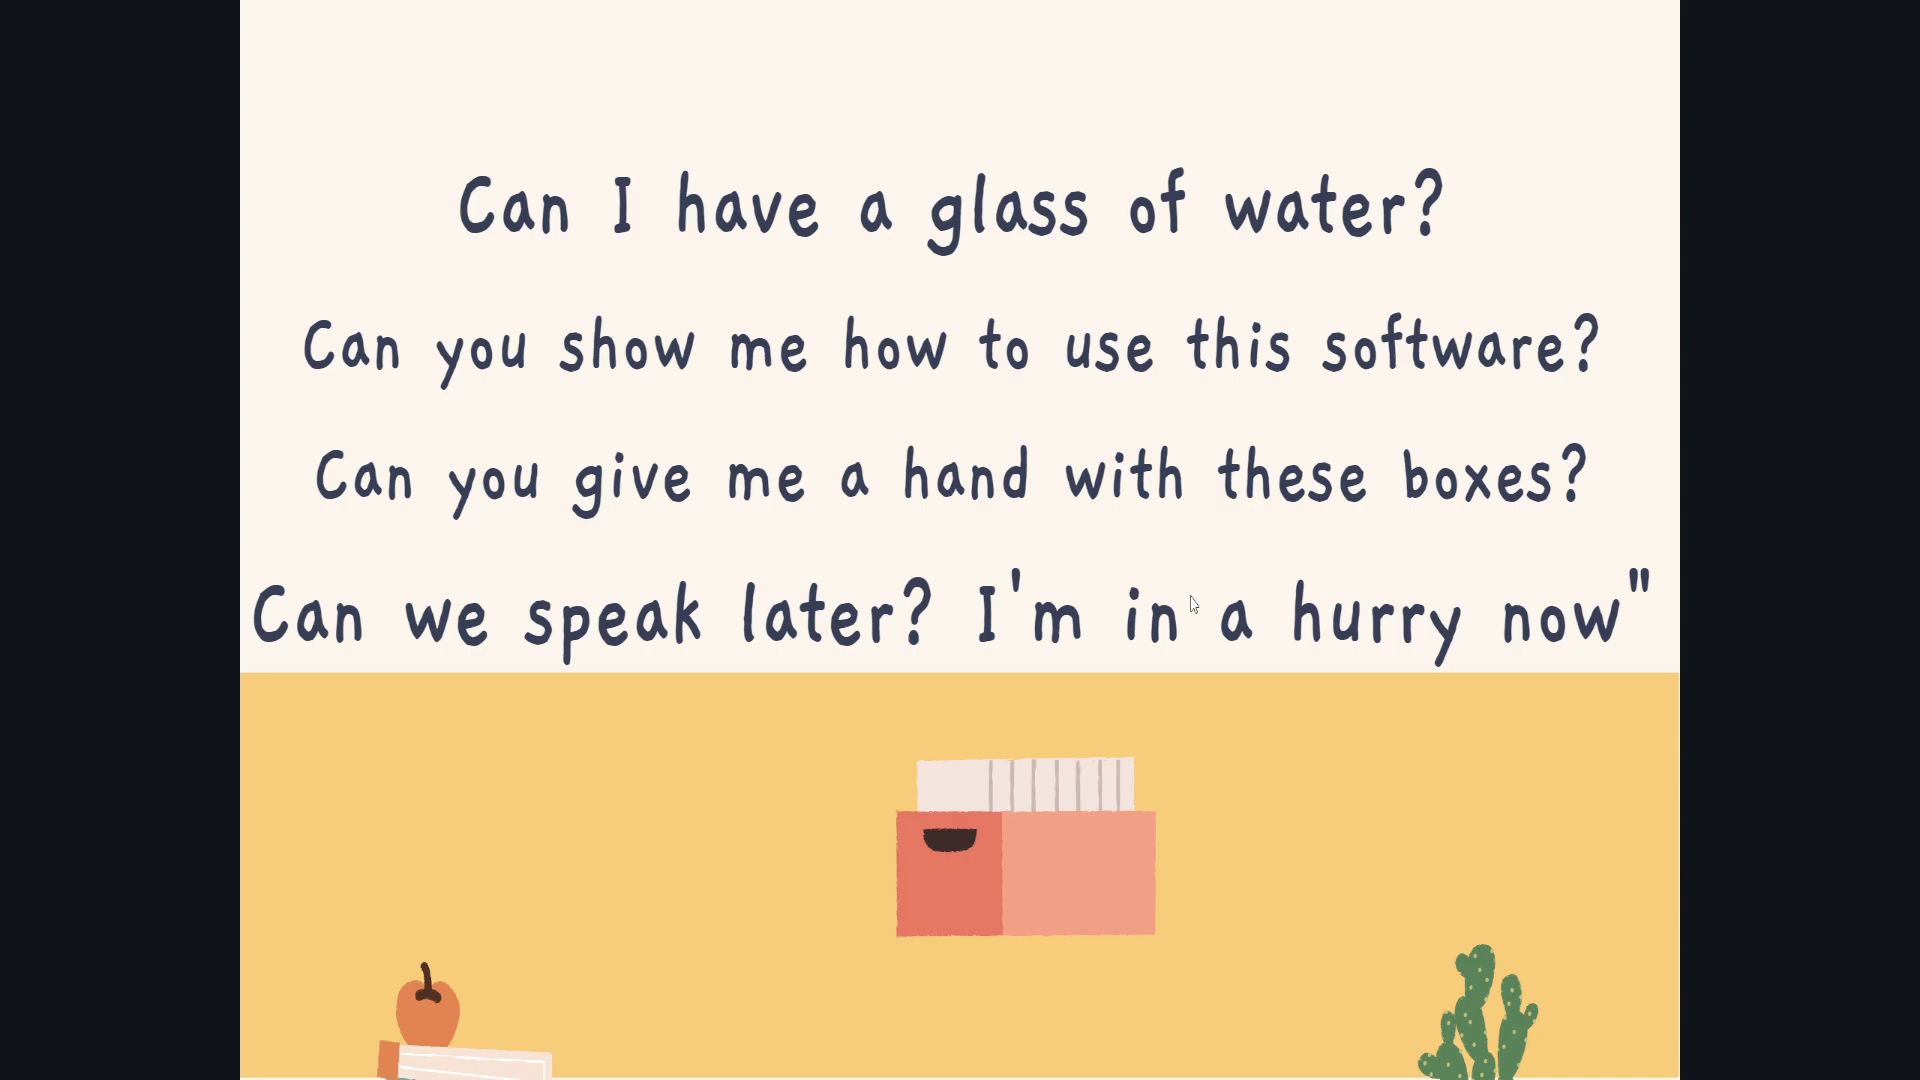 Can I have a glass of water?
Can you show me how to use this software?
Can you give me a hand with these boxes?
Can we speak later? I'm in a hurry now"